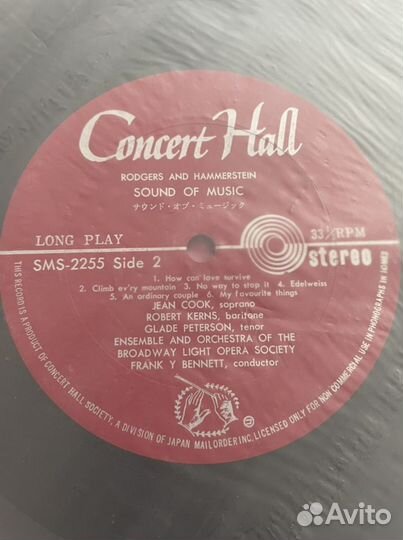 Concert Hall
RODGERS AND HAMMERSTEIN
SOUND OF MUSIC
サウンド・オブ・ミュージック
LONG PLAY
33⅓RPM
SMS-2255 Side 2
stereo
1. How can love survive
2. Climb ev'ry mountain 3. No way to stop it 4. Edelweiss
5. An ordinary couple 6. My favourite things
JEAN COOK, soprano
ROBERT KERNS, baritone
GLADE PETERSON, tenor
ENSEMBLE AND ORCHESTRA OF THE
BROADWAY LIGHT OPERA SOCIETY
FRANK Y BENNETT, conductor
THIS RECORD IS A PRODUCT OF CONCERT HALL SOCIETY, A DIVISION OF JAPAN MAILORDER INC. LICENSED ONLY FOR NON COMMERCIAL USE IN PHONOGRAPHS IN HOMES
Avito